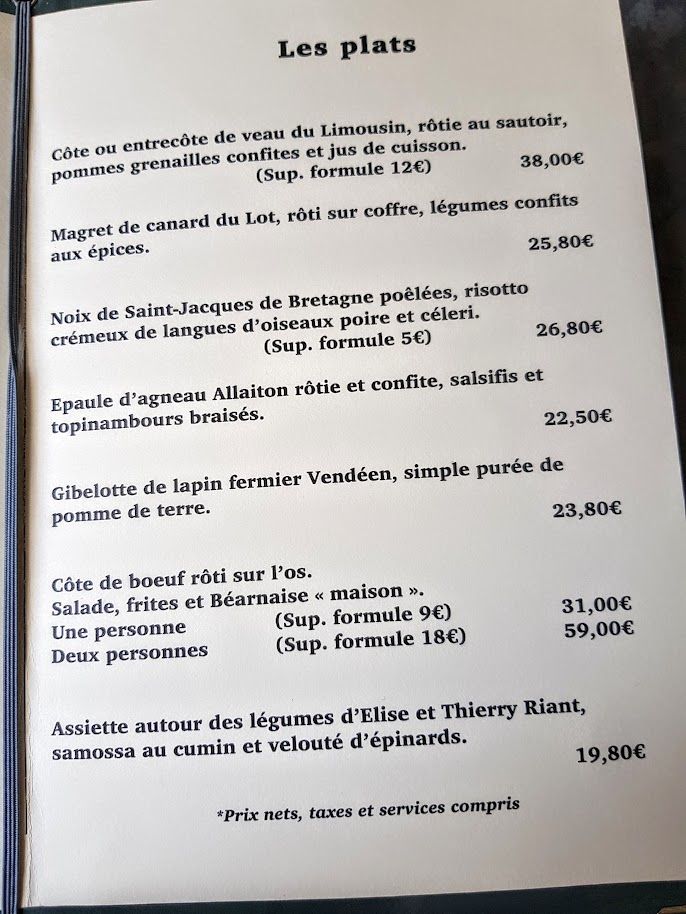 Les plats
Côte ou entrecôte de veau du Limousin, rôtie au sautoir,
pommes grenailles confites et jus de cuisson.
(Sup. formule 12€) 38,00€
Magret de canard du Lot, rôti sur coffre, légumes confits
aux épices.
25,80€
Noix de Saint-Jacques de Bretagne poêlées, risotto
crémeux de langues d’oiseaux poire et céleri.
(Sup. formule 5€) 26,80€
Epaule d’agneau Allaiton rôtie et confite, salsifis et
topinambours braisés.
22,50€
Gibelotte de lapin fermier Vendéen, simple purée de
pomme de terre.
23,80€
Côte de boeuf rôti sur l’os.
Salade, frites et Béarnaise « maison ».
Une personne (Sup. formule 9€) 31,00€
Deux personnes (Sup. formule 18€) 59,00€
Assiette autour des légumes d’Elise et Thierry Riant,
samossa au cumin et velouté d’épinards.
19,80€
*Prix nets, taxes et services compris